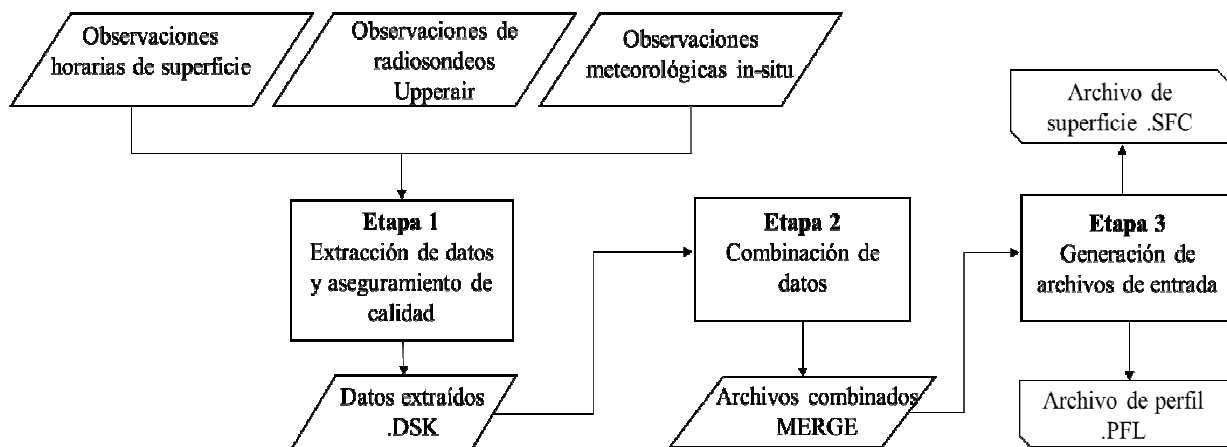 Observaciones
horarias de superficie
Observaciones de
radiosondeos
Upperair
Observaciones
meteorológicas in-situ
Archivo de
superficie .SFC
Etapa 1
Extracción de datos
y aseguramiento de
calidad
Etapa 2
Combinación de
datos
Etapa 3
Generación de
archivos de entrada
Datos extraídos
.DSK
Archivos combinados
MERGE
Archivo de perfil
.PFL